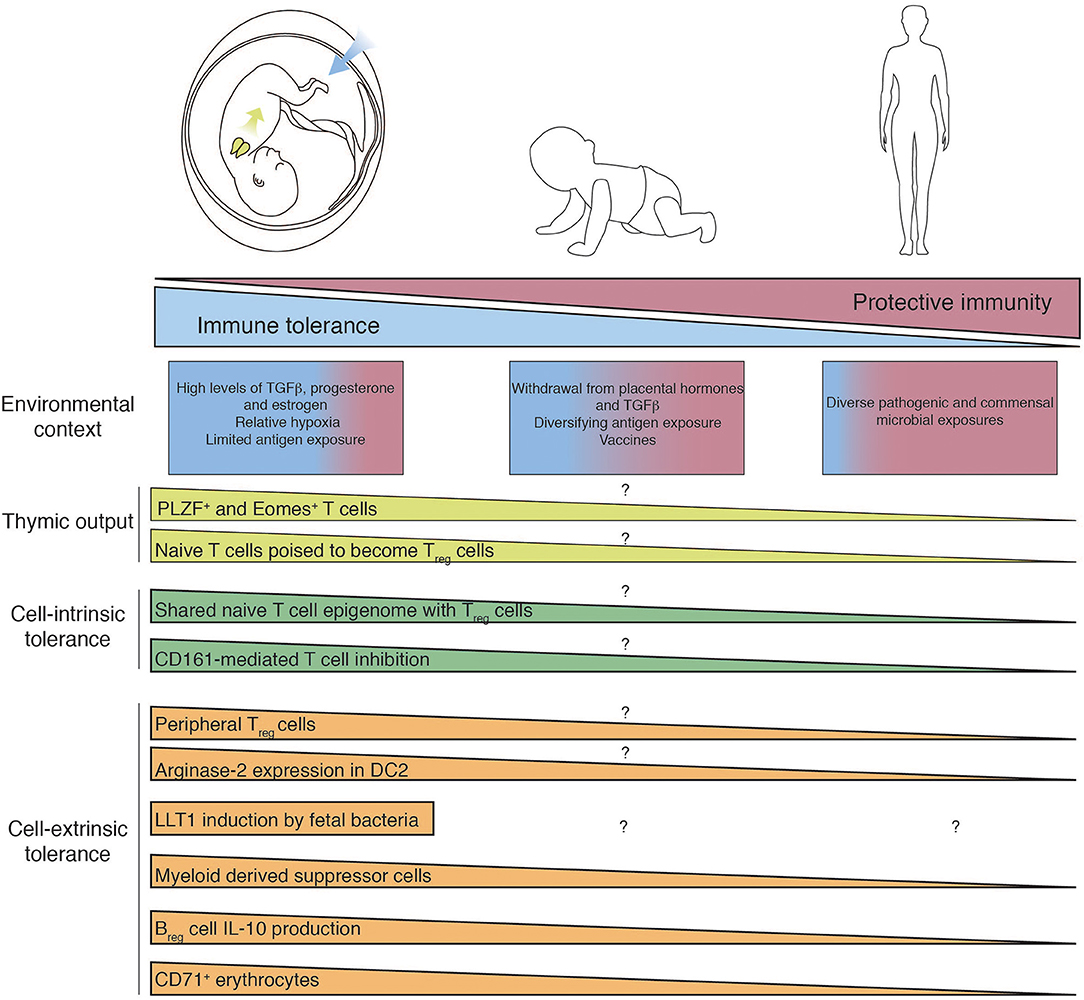 Protective immunity
Immune tolerance
Environmental
context
High levels of TGFβ, progesterone
and estrogen
Relative hypoxia
Limited antigen exposure
Withdrawal from placental hormones
and TGFβ
Diversifying antigen exposure
Vaccines
Diverse pathogenic and commensal
microbial exposures
Thymic output
?
PLZF⁺ and Eomes⁺ T cells
?
Naive T cells poised to become Treg cells
Cell-intrinsic
tolerance
?
Shared naive T cell epigenome with Treg cells
?
CD161-mediated T cell inhibition
Cell-extrinsic
tolerance
?
Peripheral Treg cells
?
Arginase-2 expression in DC2
LLT1 induction by fetal bacteria
?
?
Myeloid derived suppressor cells
Breg cell IL-10 production
CD71⁺ erythrocytes